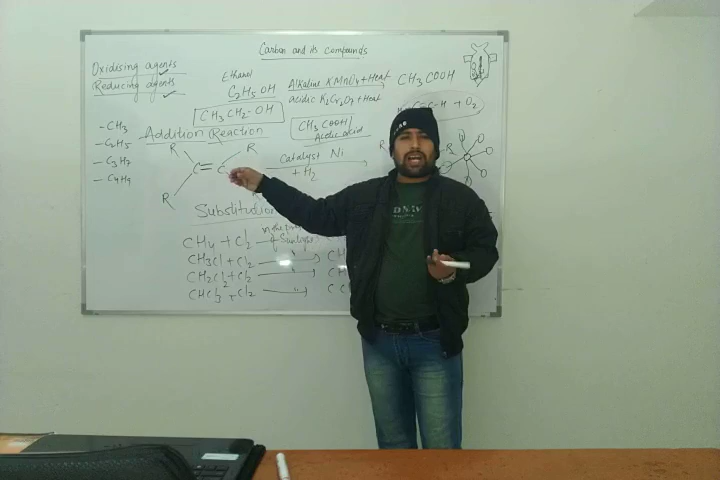 Carbon and its compounds
Oxidising agents
Reducing agents
Ethanol
C2H5OH
Alkaline KMnO4 + Heat
acidic K2Cr2O7 + Heat
CH3COOH
CH3CH2-OH
CH3COOH
Acetic acid
C-H + O2
-CH3
-C2H5
-C3H7
-C4H9
Addition Reaction
R R
C=C
R
Catalyst Ni
+ H2
R
R
Substitution
CH4 + Cl2
Sunlight
CH3Cl + Cl2 "
CH2Cl2 + Cl2 "
CHCl3 + Cl2 "